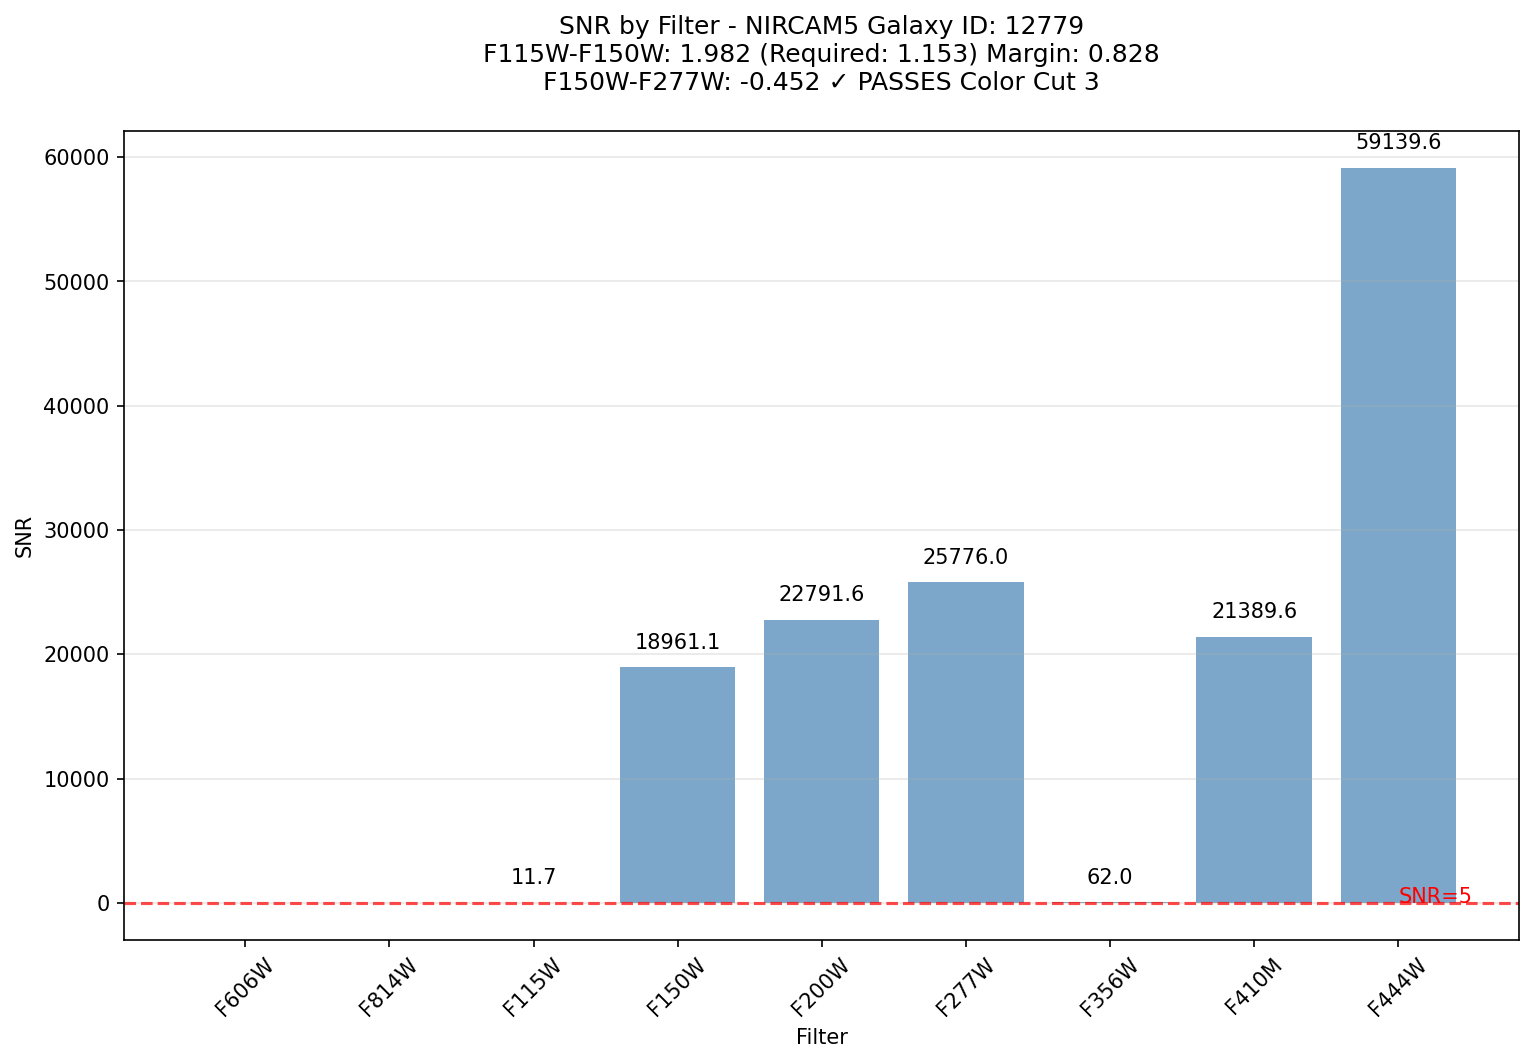 SNR by Filter - NIRCAM5 Galaxy ID: 12779
F115W-F150W: 1.982 (Required: 1.153) Margin: 0.828
F150W-F277W: -0.452 ✓ PASSES Color Cut 3
60000
50000
40000
30000
20000
10000
0
SNR
11.7
18961.1
22791.6
25776.0
62.0
21389.6
59139.6
SNR=5
F606W
F814W
F115W
F150W
F200W
F277W
F356W
F410M
F444W
Filter